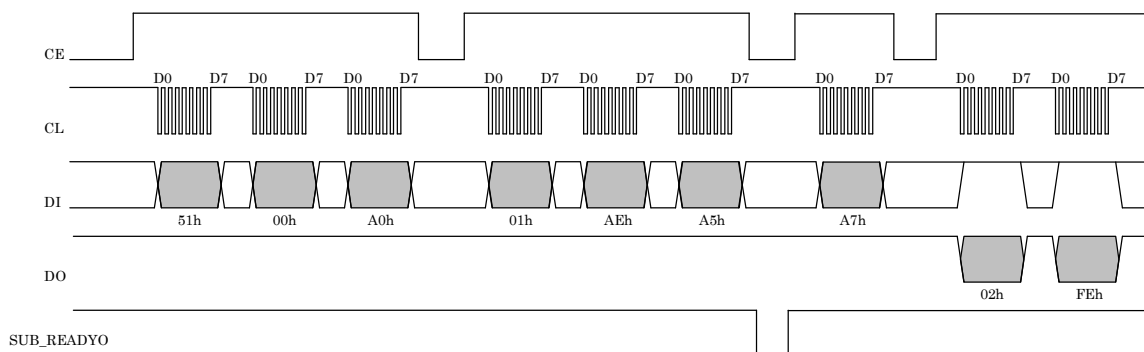 CE
D0 D7 D0 D7 D0 D7 D0 D7 D0 D7 D0 D7 D0 D7 D0 D7 D0 D7
CL
DI
51h 00h A0h 01h AEh A5h A7h
DO
02h FEh
SUB_READYO